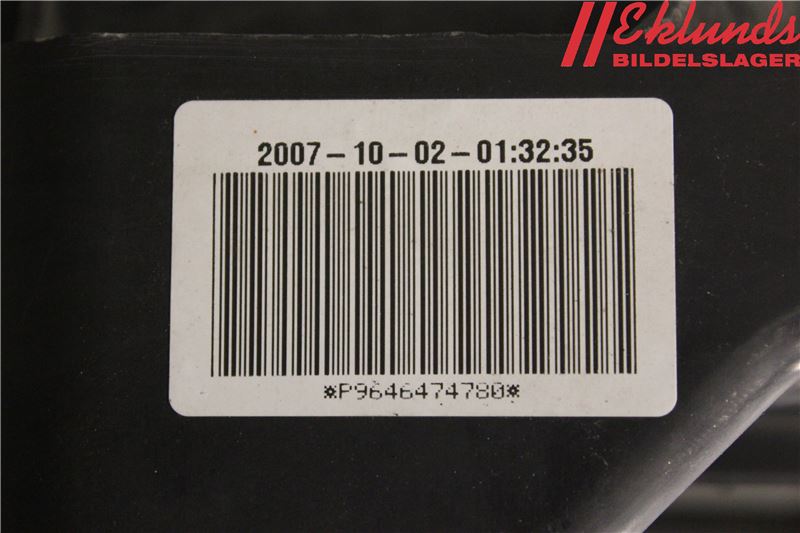 Eklunds
BILDELSLAGER
2007-10-02-01:32:35
*P9646474780*